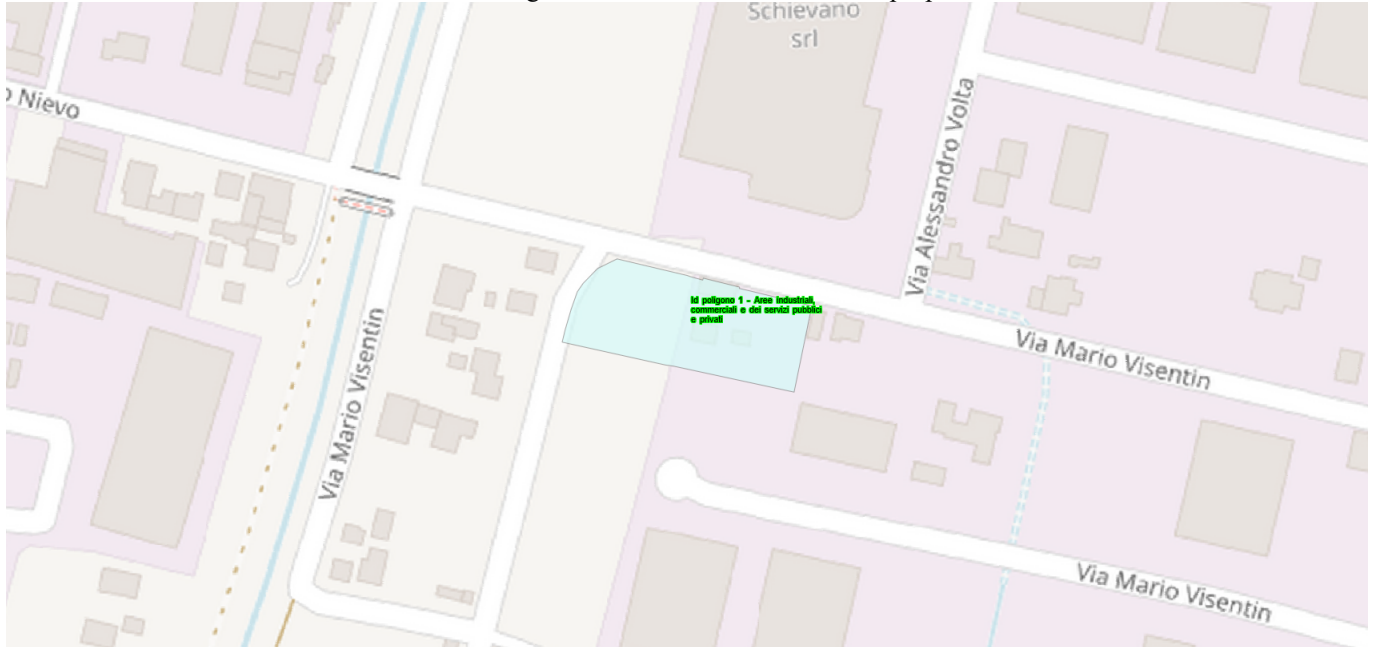 Schievano
srl
o Nievo
Via Alessandro Volta
Id poligono 1 - Aree industriali,
commerciali e dei servizi pubblici
e privati
Via Mario Visentin
Via Mario Visentin
Via Mario Visentin